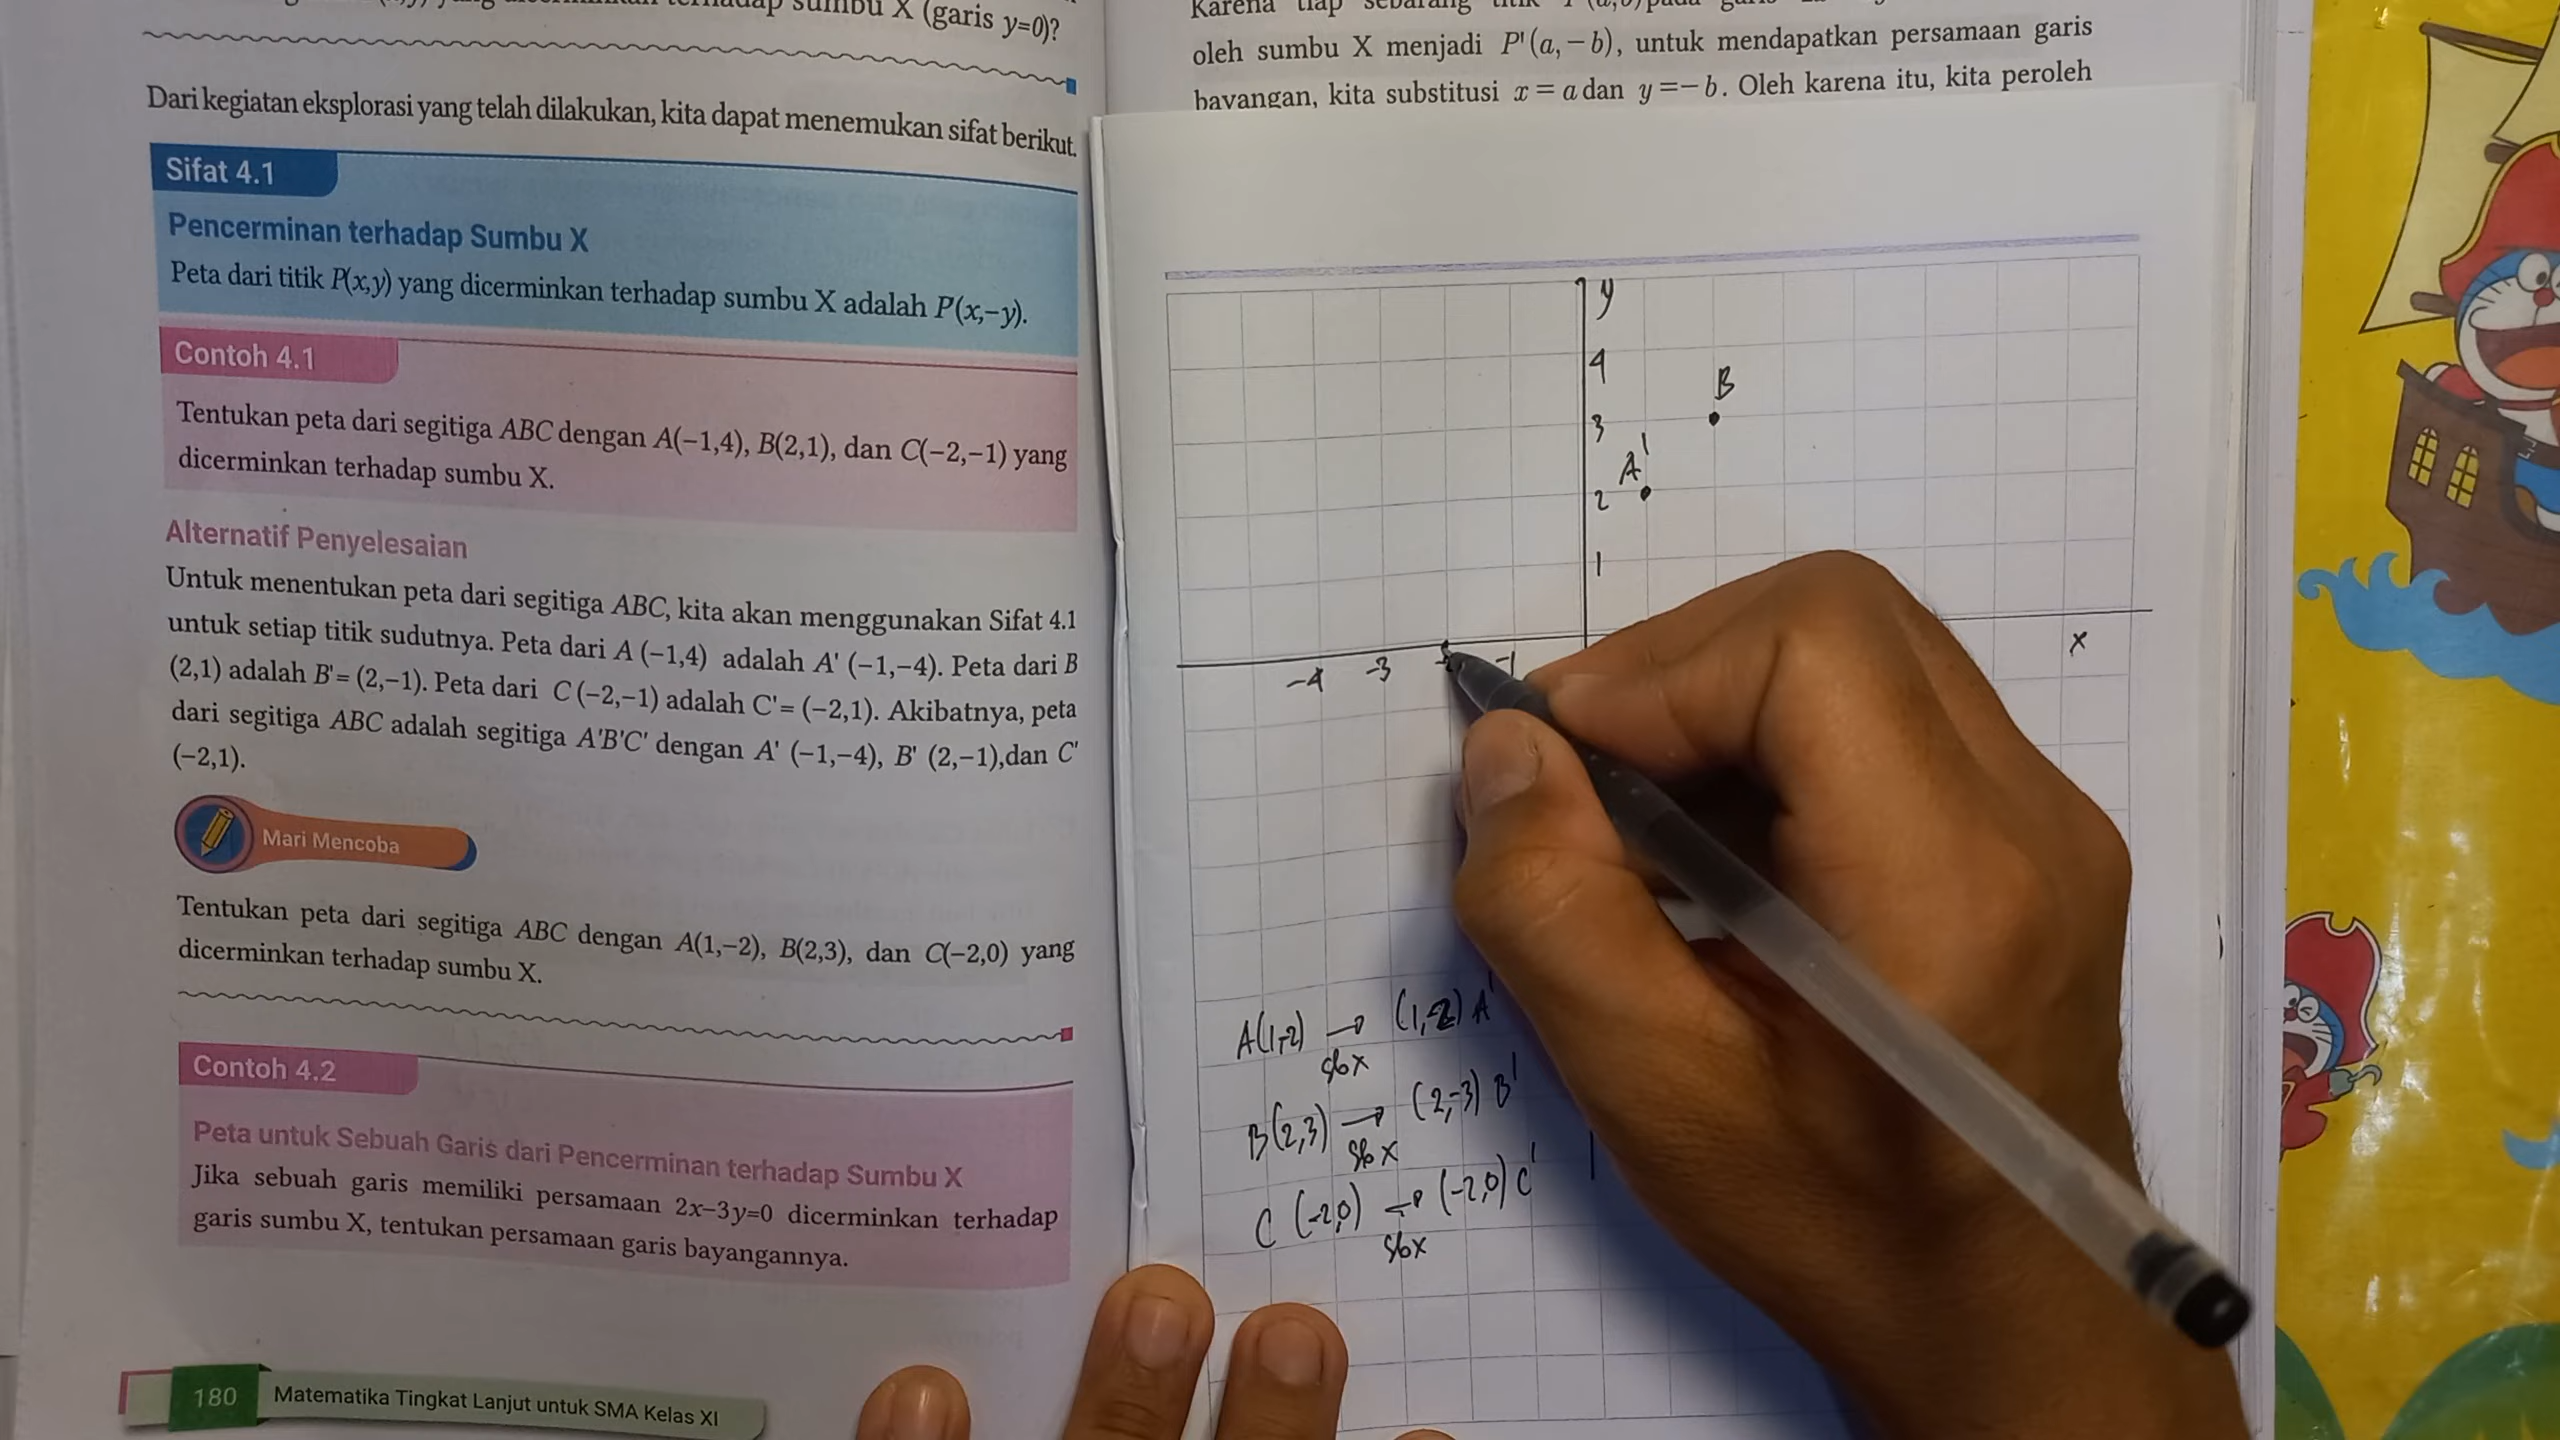 terhadap sumbu X (garis y=0)?
Dari kegiatan eksplorasi yang telah dilakukan, kita dapat menemukan sifat berikut.
Sifat 4.1
Pencerminan terhadap Sumbu X
Peta dari titik P(x,y) yang dicerminkan terhadap sumbu X adalah P(x,−y).
Contoh 4.1
Tentukan peta dari segitiga ABC dengan A(−1,4), B(2,1), dan C(−2,−1) yang
dicerminkan terhadap sumbu X.
Alternatif Penyelesaian
Untuk menentukan peta dari segitiga ABC, kita akan menggunakan Sifat 4.1
untuk setiap titik sudutnya. Peta dari A (−1,4) adalah A' (−1,−4). Peta dari B
(2,1) adalah B'= (2,−1). Peta dari C (−2,−1) adalah C'= (−2,1). Akibatnya, peta
dari segitiga ABC adalah segitiga A'B'C' dengan A' (−1,−4), B' (2,−1),dan C'
(−2,1).
Mari Mencoba
Tentukan peta dari segitiga ABC dengan A(1,−2), B(2,3), dan C(−2,0) yang
dicerminkan terhadap sumbu X.
Contoh 4.2
Peta untuk Sebuah Garis dari Pencerminan terhadap Sumbu X
Jika sebuah garis memiliki persamaan 2x−3y=0 dicerminkan terhadap
garis sumbu X, tentukan persamaan garis bayangannya.
180
Matematika Tingkat Lanjut untuk SMA Kelas XI
Karena tiap sebarang titik
oleh sumbu X menjadi P'(a,−b), untuk mendapatkan persamaan garis
bayangan, kita substitusi x = a dan y =−b. Oleh karena itu, kita peroleh
y
4
B
3
A'
2
1
-4 -3 -1
x
A(1,-2) → (1,2) A'
sbx
B(2,3) → (2,-3) B'
sbx
C (-2,0) → (-2,0) C'
sbx